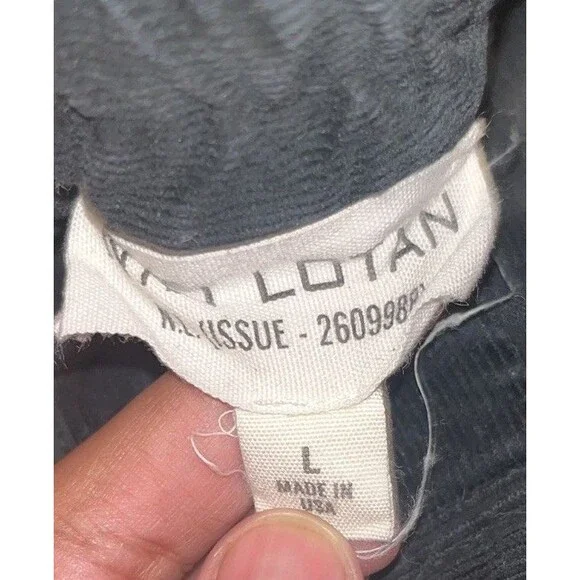 LOTAN
ISSUE - 260998
L
MADE IN
USA